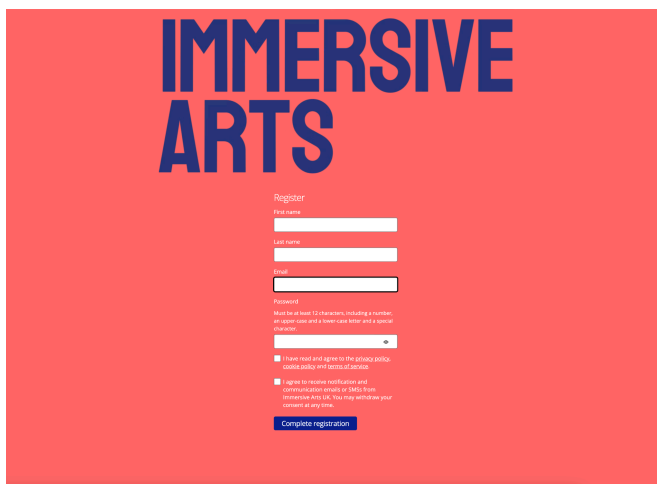 IMMERSIVE
ARTS
Register
First name
Last name
Email
Password
Must be at least 12 characters, including a number,
an upper-case and a lower-case letter and a special
character.
I have read and agree to the privacy policy,
cookie policy and terms of service.
I agree to receive notification and
communication emails or SMSs from
Immersive Arts UK. You may withdraw your
consent at any time.
Complete registration